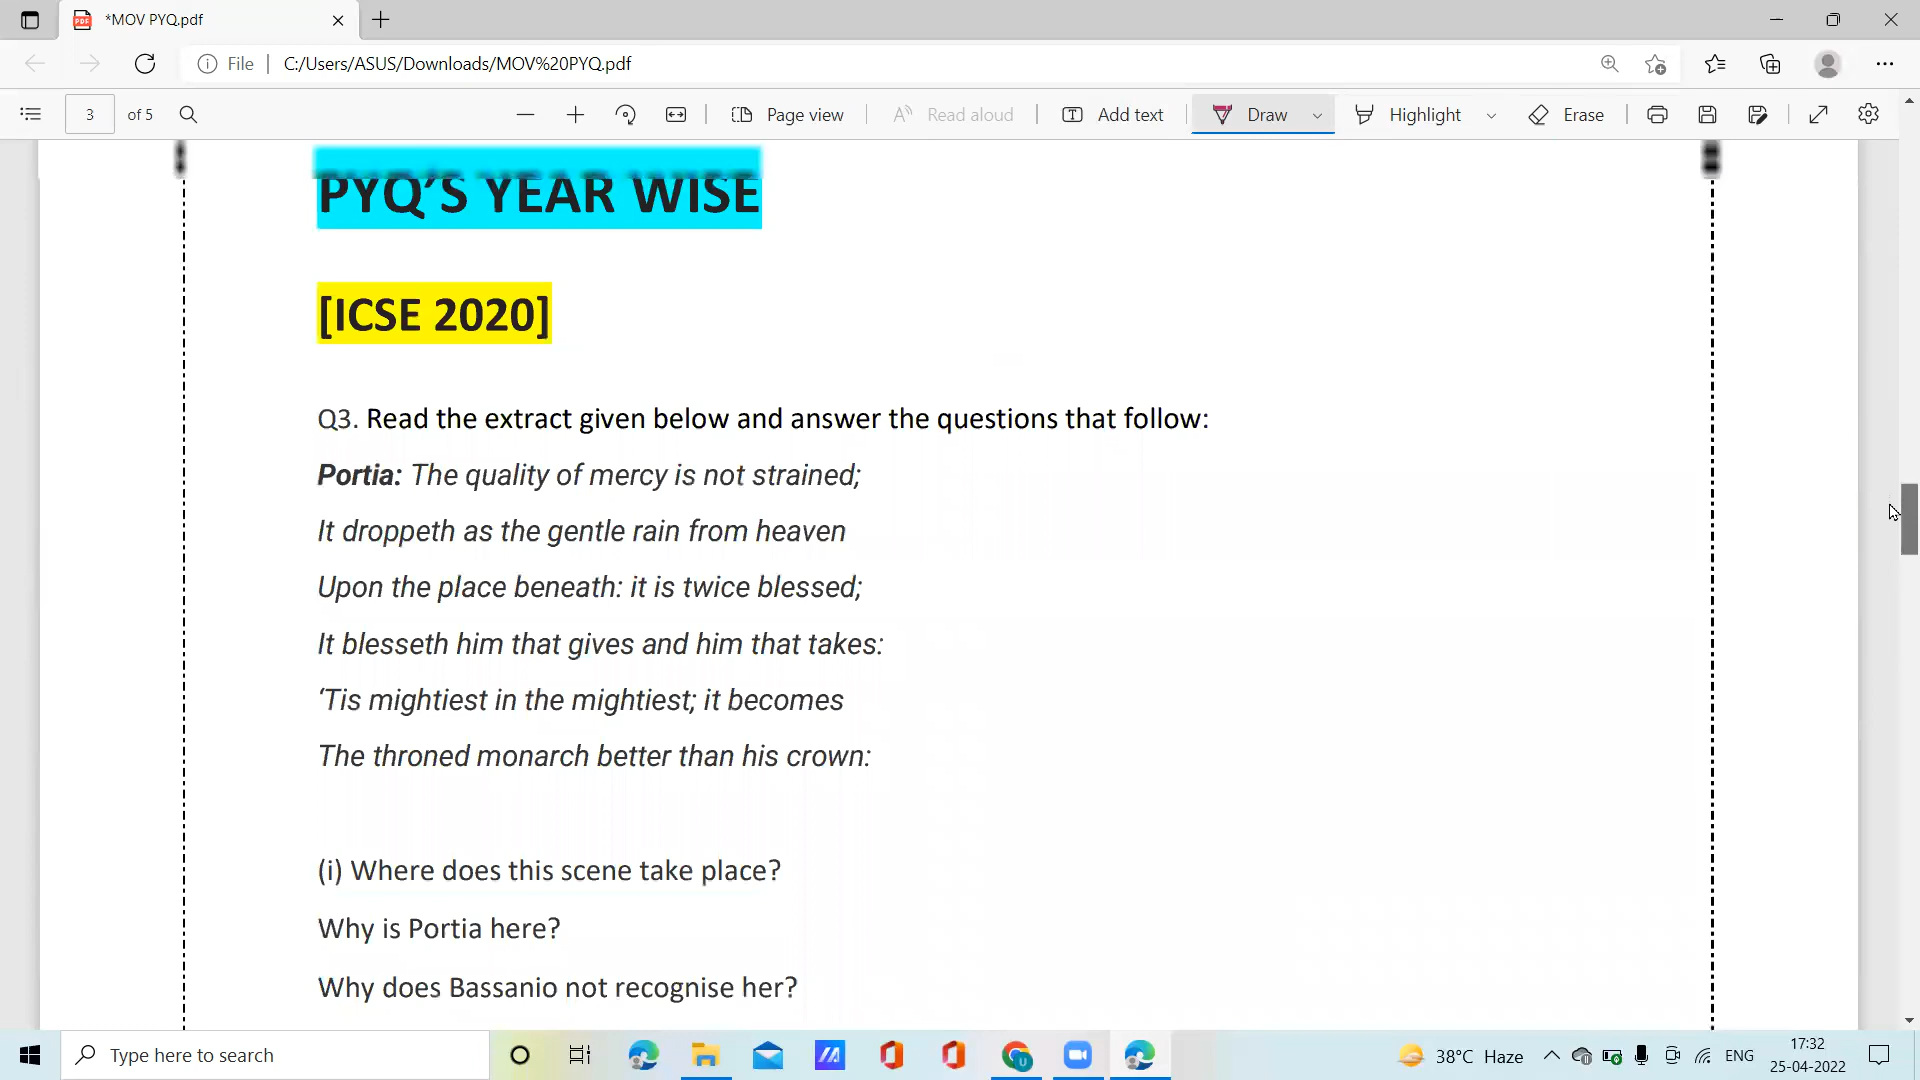 *MOV PYQ.pdf
File | C:/Users/ASUS/Downloads/MOV%20PYQ.pdf
3 of 5 Page view Read aloud Add text Draw Highlight Erase
PYQ'S YEAR WISE
[ICSE 2020]
Q3. Read the extract given below and answer the questions that follow:
Portia: The quality of mercy is not strained;
It droppeth as the gentle rain from heaven
Upon the place beneath: it is twice blessed;
It blesseth him that gives and him that takes:
‘Tis mightiest in the mightiest; it becomes
The throned monarch better than his crown:
(i) Where does this scene take place?
Why is Portia here?
Why does Bassanio not recognise her?
Type here to search
38°C Haze
ENG
17:32
25-04-2022